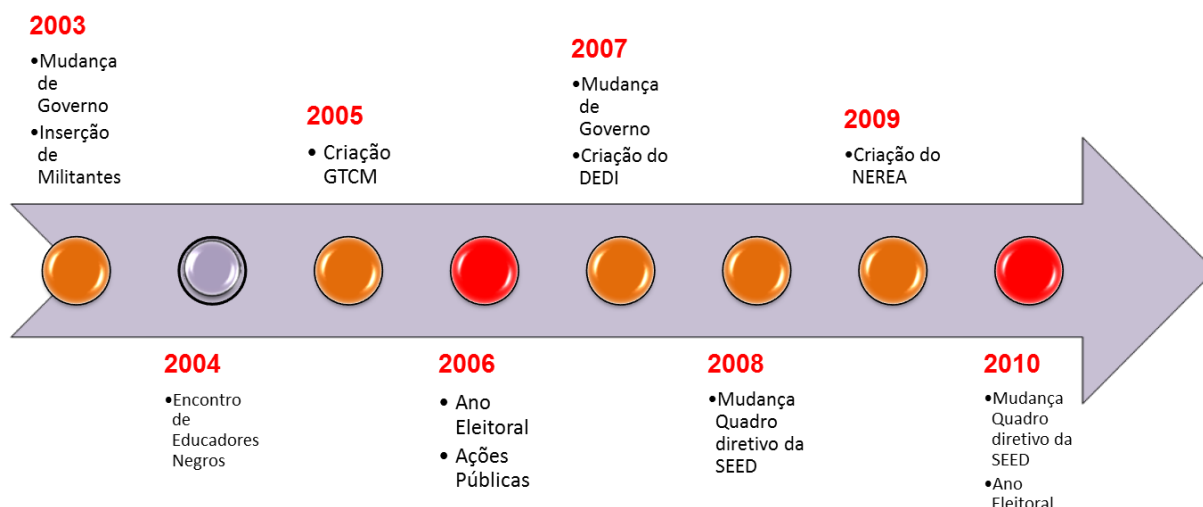 2003
•Mudança
de
Governo
•Inserção
de
Militantes
2004
•Encontro
de
Educadores
Negros
2005
• Criação
GTCM
2006
• Ano
Eleitoral
• Ações
Públicas
2007
•Mudança
de
Governo
•Criação do
DEDI
2008
•Mudança
Quadro
diretivo da
SEED
2009
•Criação do
NEREA
2010
•Mudança
Quadro
diretivo da
SEED
•Ano
Eleitoral